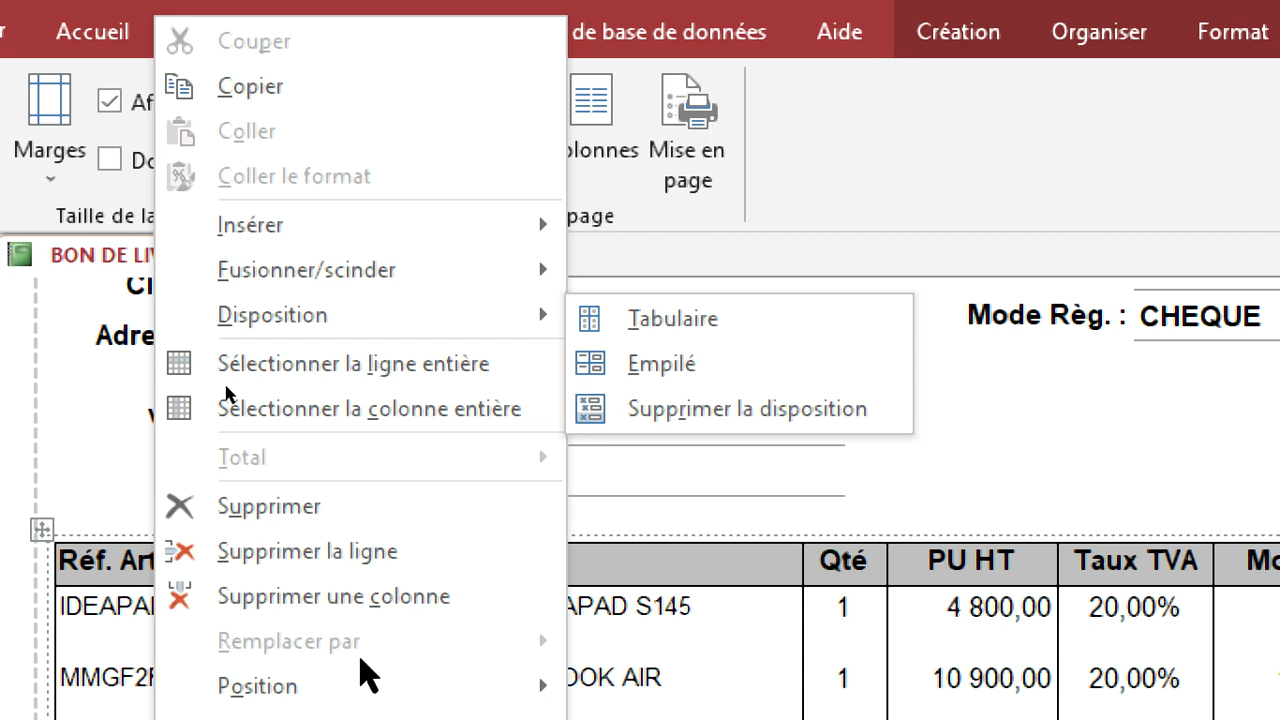 Accueil
de base de données
Aide
Création
Organiser
Format
Couper
Copier
Coller
Coller le format
Insérer
Fusionner/scinder
Disposition
Sélectionner la ligne entière
Sélectionner la colonne entière
Total
Supprimer
Supprimer la ligne
Supprimer une colonne
Remplacer par
Position
Tabulaire
Empilé
Supprimer la disposition
Marges
Taille de la
Mise en
page
page
BON DE LI
Adre
Mode Règ. : CHEQUE
Réf. Art
Qté
PU HT
Taux TVA
IDEAPA
APAD S145
1
4 800,00
20,00%
MMGF2
OOK AIR
1
10 900,00
20,00%